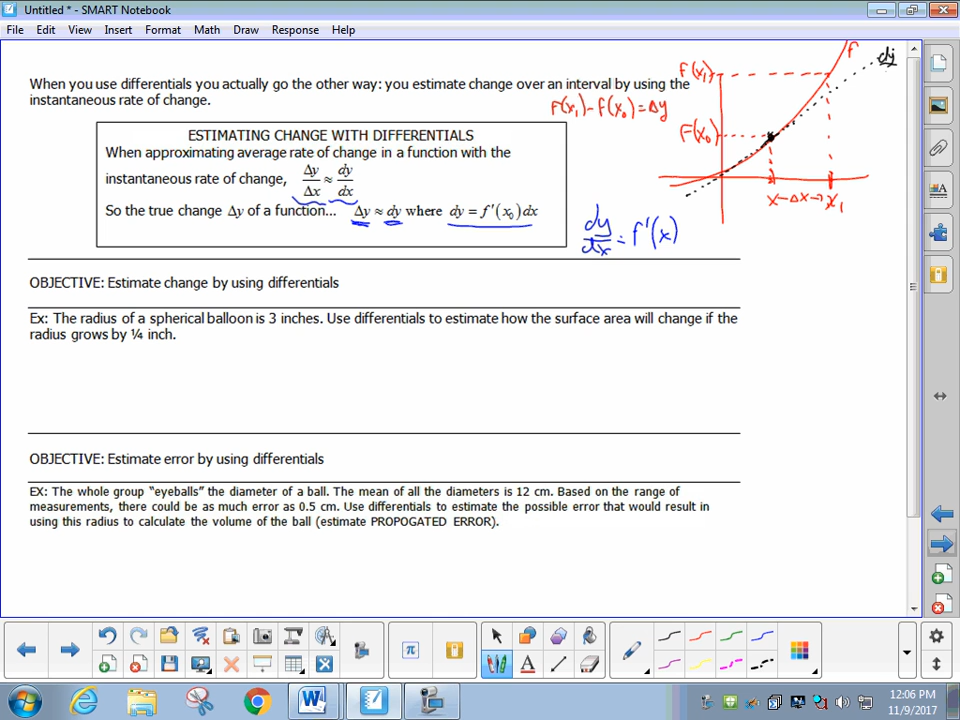 Untitled * - SMART Notebook
File Edit View Insert Format Math Draw Response Help
When you use differentials you actually go the other way: you estimate change over an interval by using the
instantaneous rate of change.
f(x₁) - f(x₀) = Δy
f
dy
f(x₁)
F(x₀)
x -Δx→ x₁
ESTIMATING CHANGE WITH DIFFERENTIALS
When approximating average rate of change in a function with the
instantaneous rate of change, Δy/Δx ≈ dy/dx
So the true change Δy of a function... Δy ≈ dy where dy = f'(x₀)dx
dy/dx = f'(x)
OBJECTIVE: Estimate change by using differentials
Ex: The radius of a spherical balloon is 3 inches. Use differentials to estimate how the surface area will change if the
radius grows by ¼ inch.
OBJECTIVE: Estimate error by using differentials
EX: The whole group “eyeballs” the diameter of a ball. The mean of all the diameters is 12 cm. Based on the range of
measurements, there could be as much error as 0.5 cm. Use differentials to estimate the possible error that would result in
using this radius to calculate the volume of the ball (estimate PROPOGATED ERROR).
12:06 PM
11/9/2017